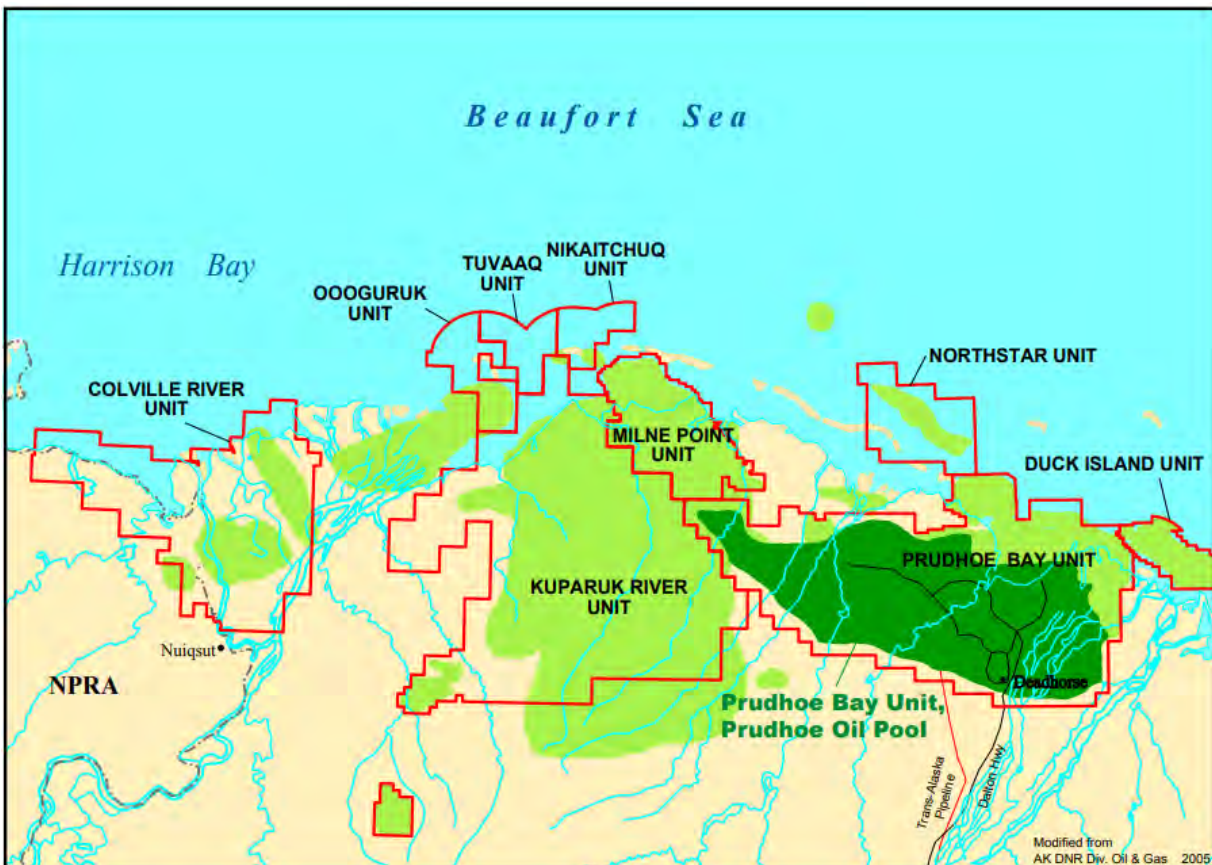 Beaufort Sea
Harrison Bay
OOOGURUK
UNIT
TUVAAQ
UNIT
NIKAITCHUQ
UNIT
NORTHSTAR UNIT
COLVILLE RIVER
UNIT
MILNE POINT
UNIT
DUCK ISLAND UNIT
PRUDHOE BAY UNIT
KUPARUK RIVER
UNIT
Nuiqsut
NPRA
Deadhorse
Prudhoe Bay Unit,
Prudhoe Oil Pool
Trans-Alaska
Pipeline
Dalton Hwy
Modified from
AK DNR Div. Oil & Gas 2005